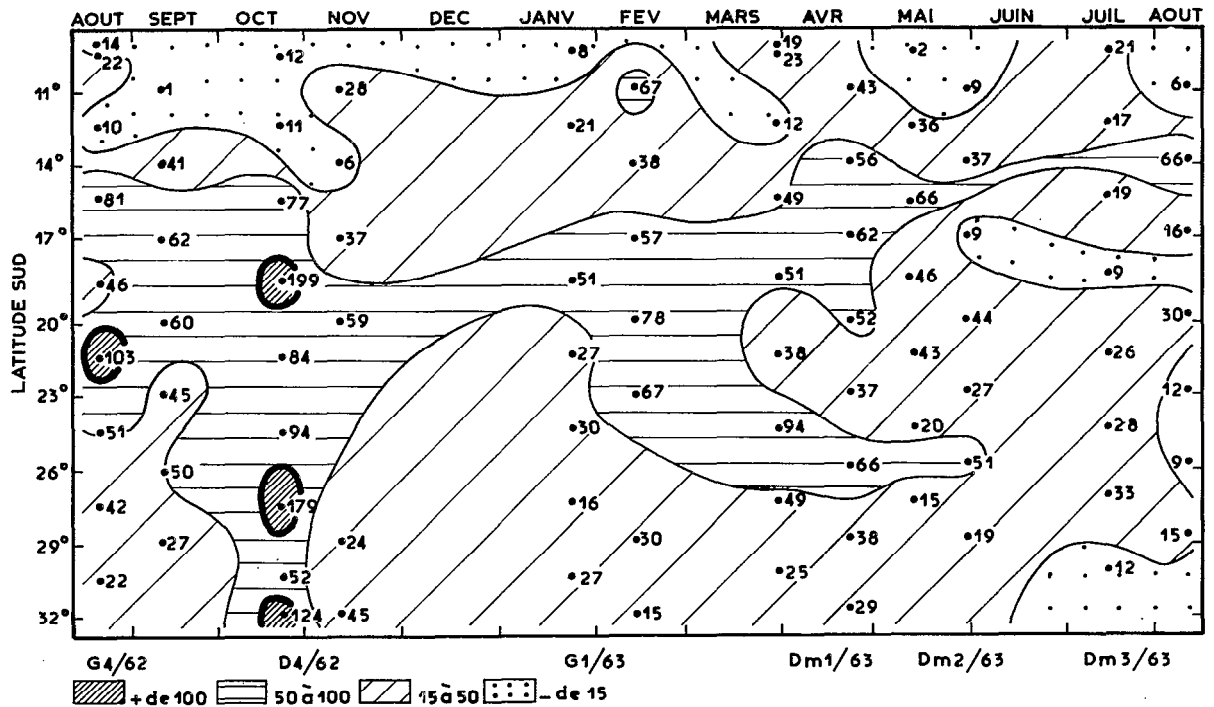 AOUT SEPT OCT NOV DEC JANV FEV MARS AVR MAI JUIN JUIL AOUT
14 12 8 19 2 21
22 23
11° 1 28 67 43 9 6
10 11 21 12 36 17
14° 41 6 38 56 37 66
81 77 49 66 19
17° 62 37 57 62 9 16
46 199 51 51 46 9
20° 60 59 78 52 44 30
103 84 27 38 43 26
23° 45 67 37 27 12
51 94 30 94 20 28
26° 50 66 51 9
42 179 16 49 15 33
29° 27 24 30 38 19 15
22 52 27 25 12
32° 124 45 15 29
LATITUDE SUD
G4/62 D4/62 G1/63 Dm1/63 Dm2/63 Dm3/63
+ de 100 50 à 100 15 à 50 - de 15